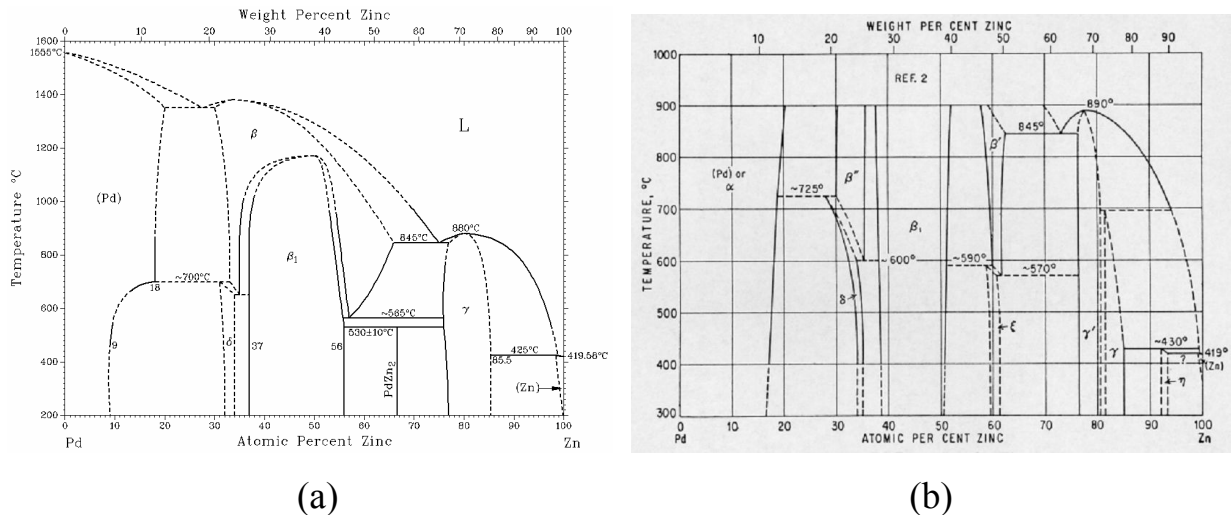 Weight Percent Zinc
0 10 20 30 40 50 60 70 80 90 100
1600
1555°C
1400
1200
1000
800
600
400
200
Temperature °C
L
β
(Pd)
β₁
845°C
880°C
~700°C
18
γ
~565°C
530±10°C
9
δ
37
56
PdZn₂
425°C
85.5
419.58°C
(Zn)
0 10 20 30 40 50 60 70 80 90 100
Pd
Atomic Percent Zinc
Zn
(a)
WEIGHT PER CENT ZINC
10 20 30 40 50 60 70 80 90
1000
900
800
700
600
500
400
300
TEMPERATURE, °C
REF. 2
890°
845°
β'
(Pd) or
α
~725°
β"
β₁
~600°
~590°
~570°
δ
ξ
γ'
γ
~430°
419°
?
(Zn)
η
0 10 20 30 40 50 60 70 80 90 100
Pd
ATOMIC PER CENT ZINC
Zn
(b)